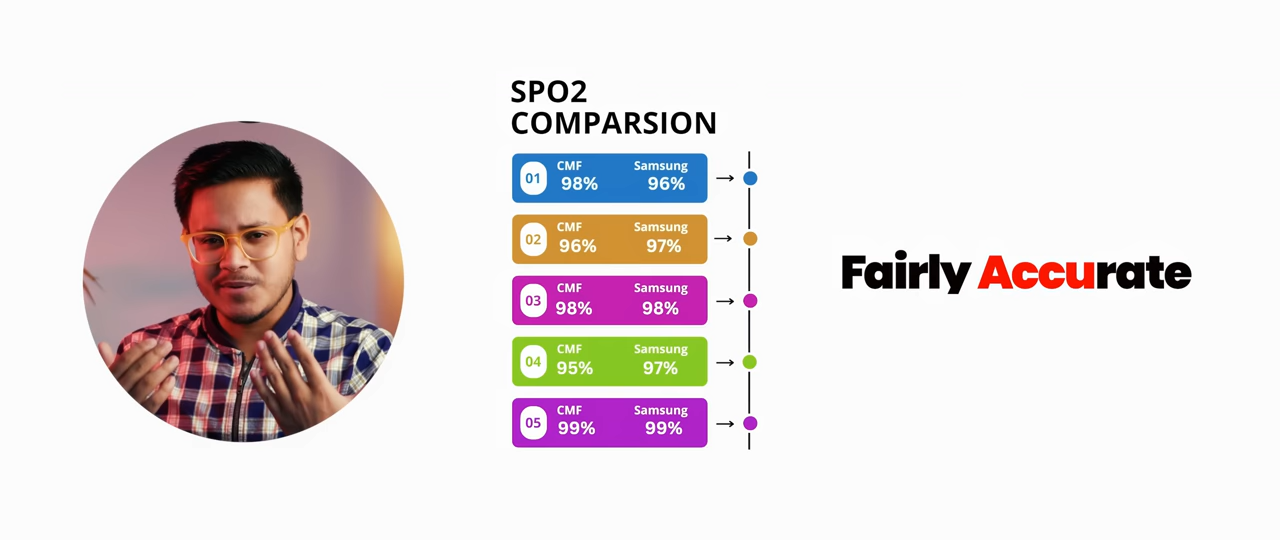 SPO2
COMPARSION
01 CMF Samsung
98% 96%
02 CMF Samsung
96% 97%
03 CMF Samsung
98% 98%
04 CMF Samsung
95% 97%
05 CMF Samsung
99% 99%
Fairly Accurate